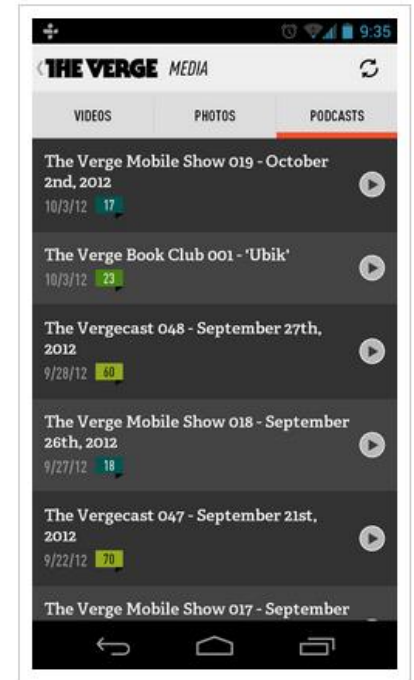 9:35
THE VERGE MEDIA
VIDEOS PHOTOS PODCASTS
The Verge Mobile Show 019 - October
2nd, 2012
10/3/12 17
The Verge Book Club 001 - 'Ubik'
10/3/12 23
The Vergecast 048 - September 27th,
2012
9/28/12 60
The Verge Mobile Show 018 - September
26th, 2012
9/27/12 18
The Vergecast 047 - September 21st,
2012
9/22/12 70
The Verge Mobile Show 017 - September